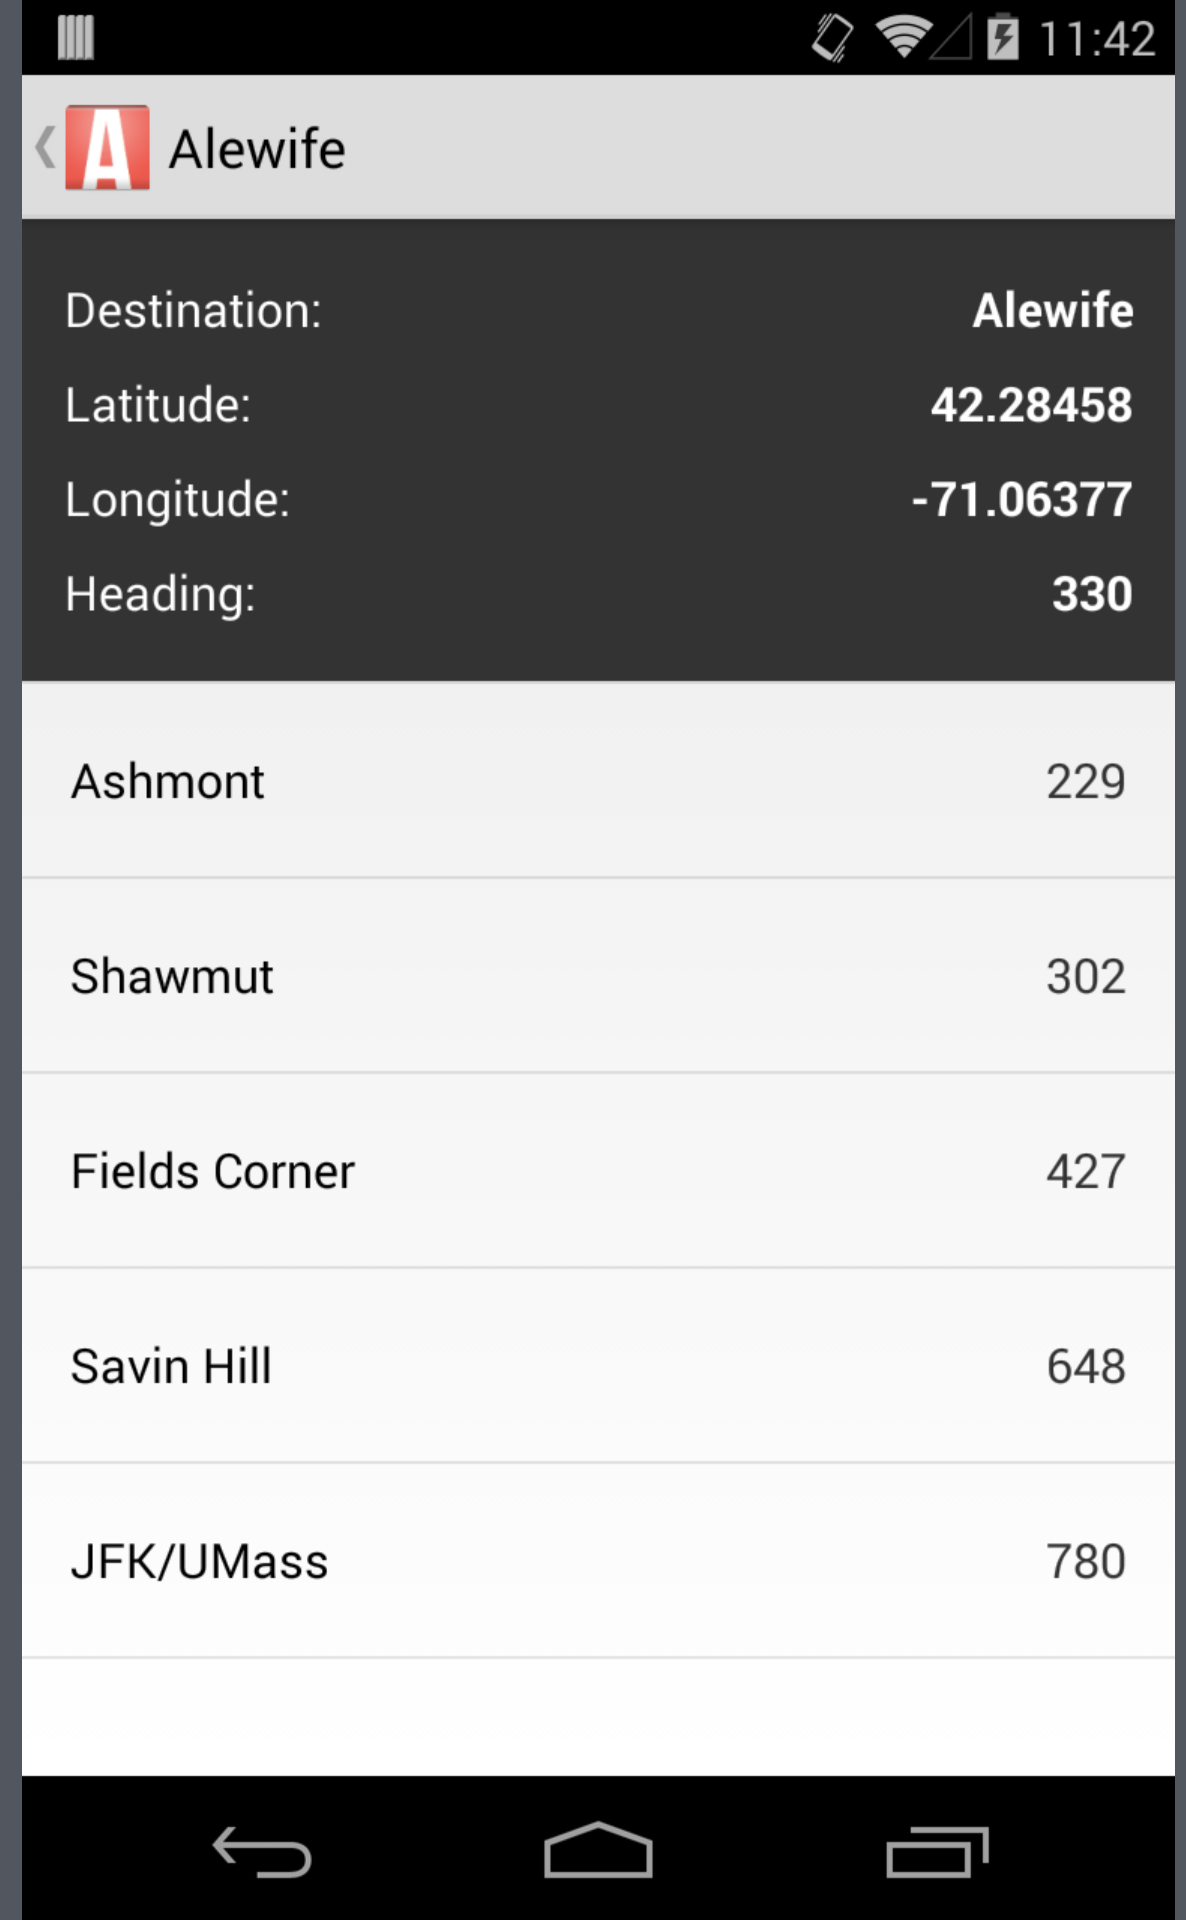 11:42
A Alewife
Destination: Alewife
Latitude: 42.28458
Longitude: -71.06377
Heading: 330
Ashmont 229
Shawmut 302
Fields Corner 427
Savin Hill 648
JFK/UMass 780